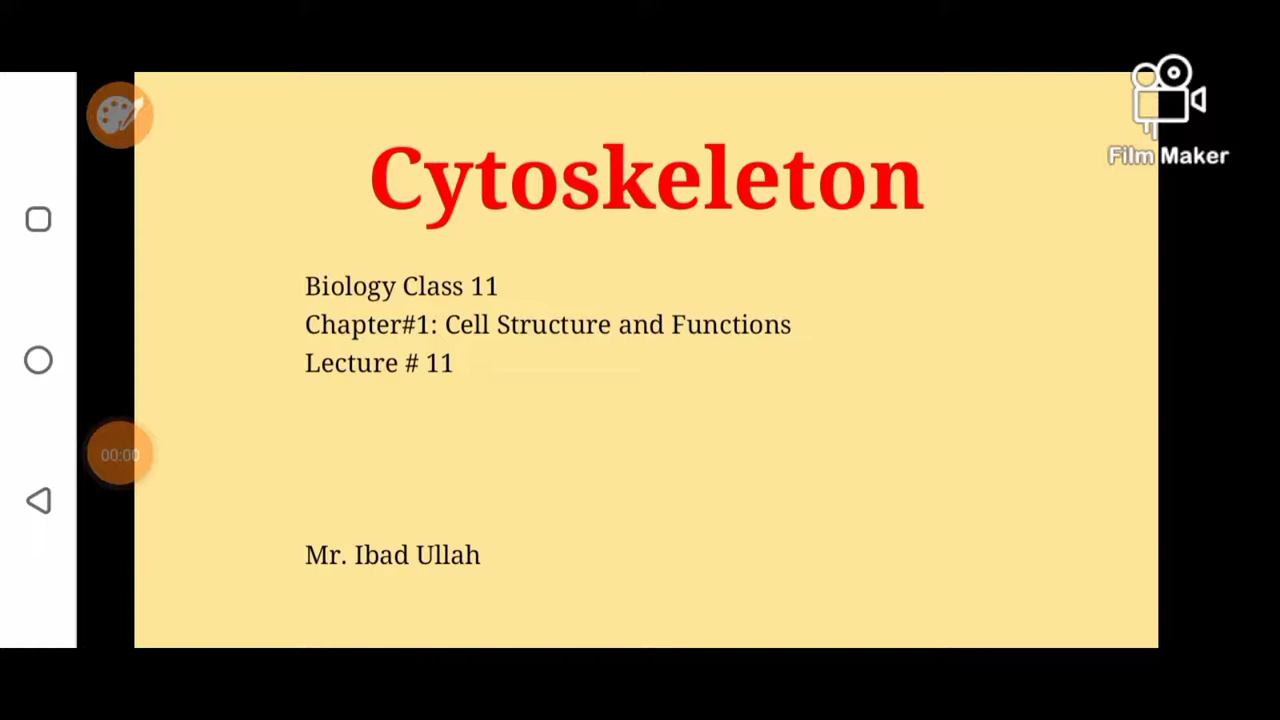 Film Maker
Cytoskeleton
Biology Class 11
Chapter#1: Cell Structure and Functions
Lecture # 11
00:00
Mr. Ibad Ullah